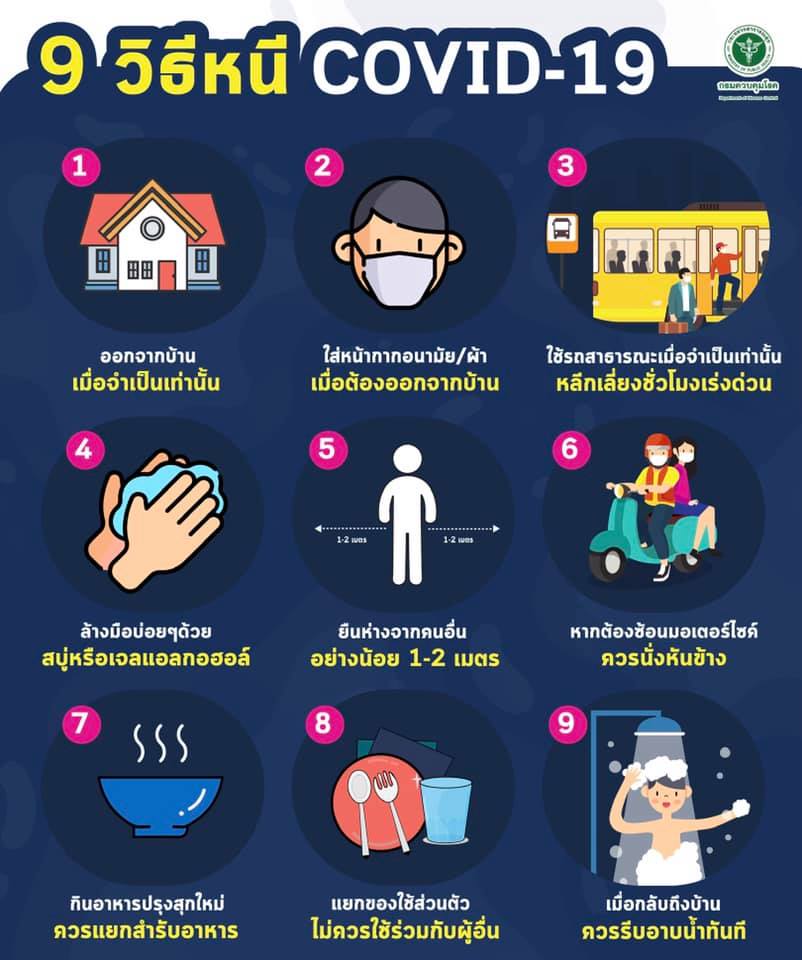 9 วิธีหนี COVID-19
กรมควบคุมโรค
Department of Disease Control
1
ออกจากบ้าน
เมื่อจำเป็นเท่านั้น
2
ใส่หน้ากากอนามัย/ผ้า
เมื่อต้องออกจากบ้าน
3
ใช้รถสาธารณะเมื่อจำเป็นเท่านั้น
หลีกเลี่ยงชั่วโมงเร่งด่วน
4
ล้างมือบ่อยๆด้วย
สบู่หรือเจลแอลกอฮอล์
5
1-2 เมตร
1-2 เมตร
ยืนห่างจากคนอื่น
อย่างน้อย 1-2 เมตร
6
หากต้องซ้อนมอเตอร์ไซค์
ควรนั่งหันข้าง
7
กินอาหารปรุงสุกใหม่
ควรแยกสำรับอาหาร
8
แยกของใช้ส่วนตัว
ไม่ควรใช้ร่วมกับผู้อื่น
9
เมื่อกลับถึงบ้าน
ควรรีบอาบน้ำทันที